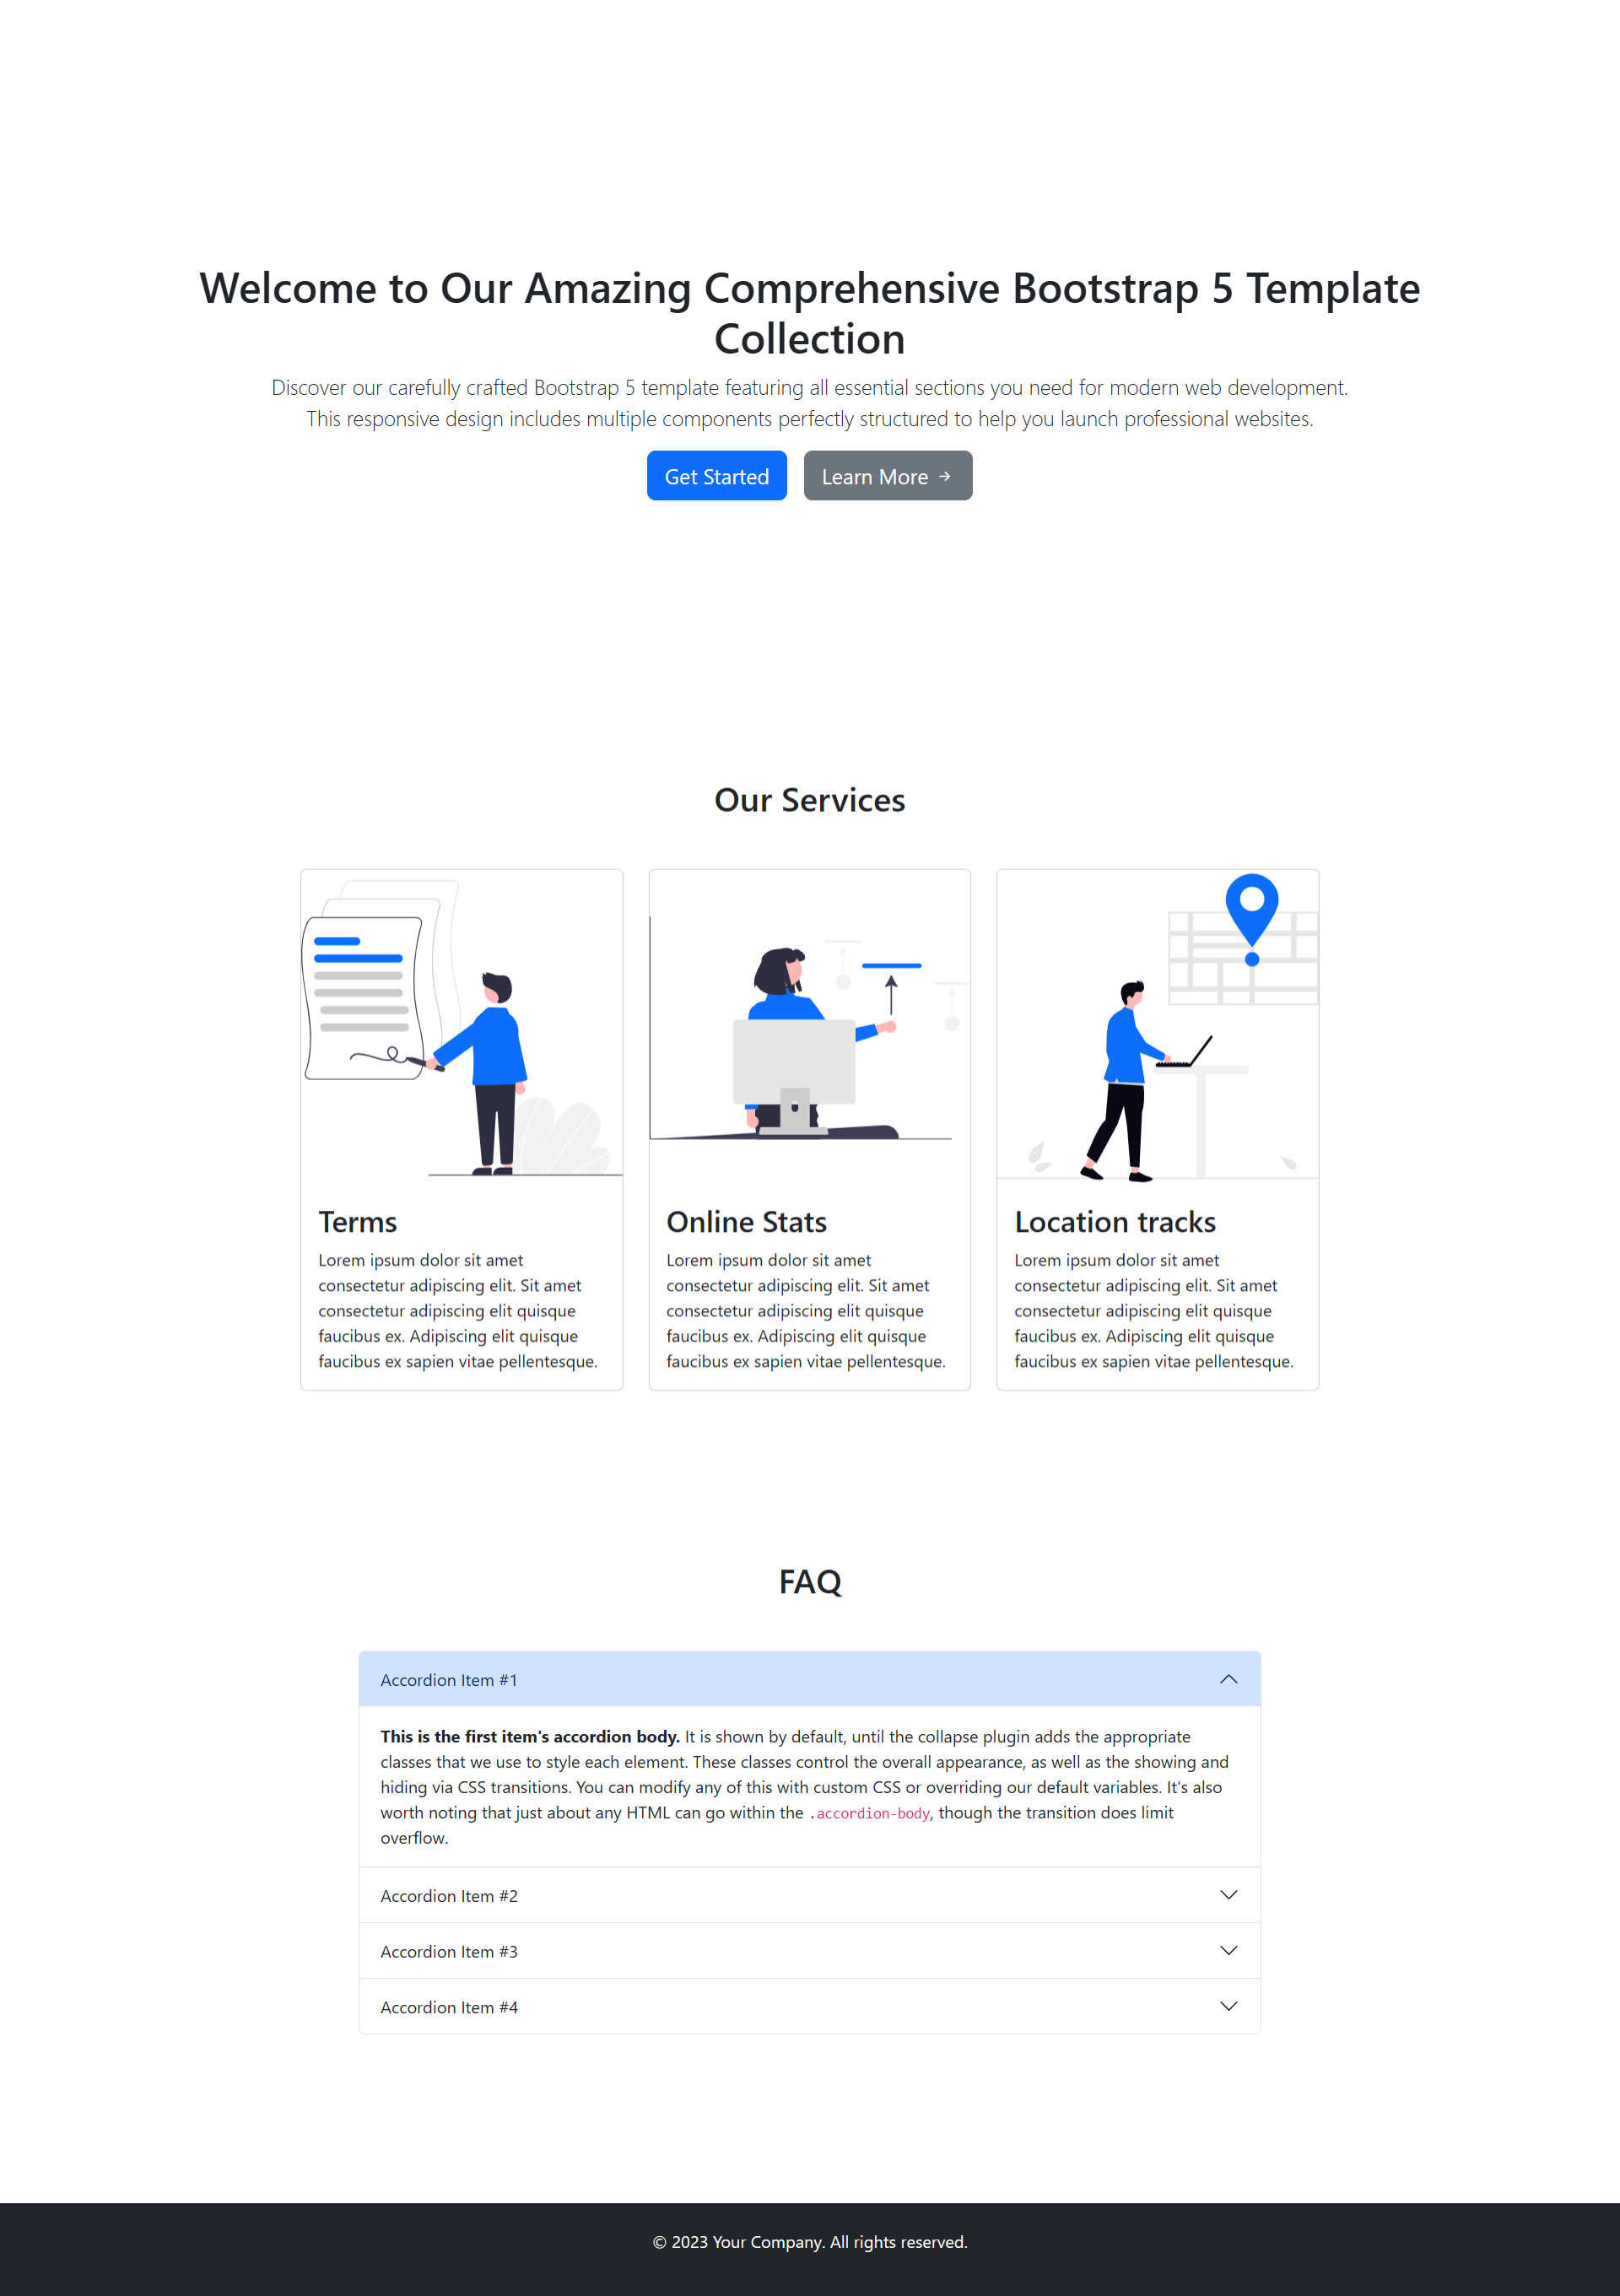 Welcome to Our Amazing Comprehensive Bootstrap 5 Template
Collection
Discover our carefully crafted Bootstrap 5 template featuring all essential sections you need for modern web development.
This responsive design includes multiple components perfectly structured to help you launch professional websites.
Get Started
Learn More →
Our Services
Terms
Lorem ipsum dolor sit amet
consectetur adipiscing elit. Sit amet
consectetur adipiscing elit quisque
faucibus ex. Adipiscing elit quisque
faucibus ex sapien vitae pellentesque.
Online Stats
Lorem ipsum dolor sit amet
consectetur adipiscing elit. Sit amet
consectetur adipiscing elit quisque
faucibus ex. Adipiscing elit quisque
faucibus ex sapien vitae pellentesque.
Location tracks
Lorem ipsum dolor sit amet
consectetur adipiscing elit. Sit amet
consectetur adipiscing elit quisque
faucibus ex. Adipiscing elit quisque
faucibus ex sapien vitae pellentesque.
FAQ
Accordion Item #1
This is the first item's accordion body. It is shown by default, until the collapse plugin adds the appropriate
classes that we use to style each element. These classes control the overall appearance, as well as the showing and
hiding via CSS transitions. You can modify any of this with custom CSS or overriding our default variables. It's also
worth noting that just about any HTML can go within the .accordion-body, though the transition does limit
overflow.
Accordion Item #2
Accordion Item #3
Accordion Item #4
© 2023 Your Company. All rights reserved.